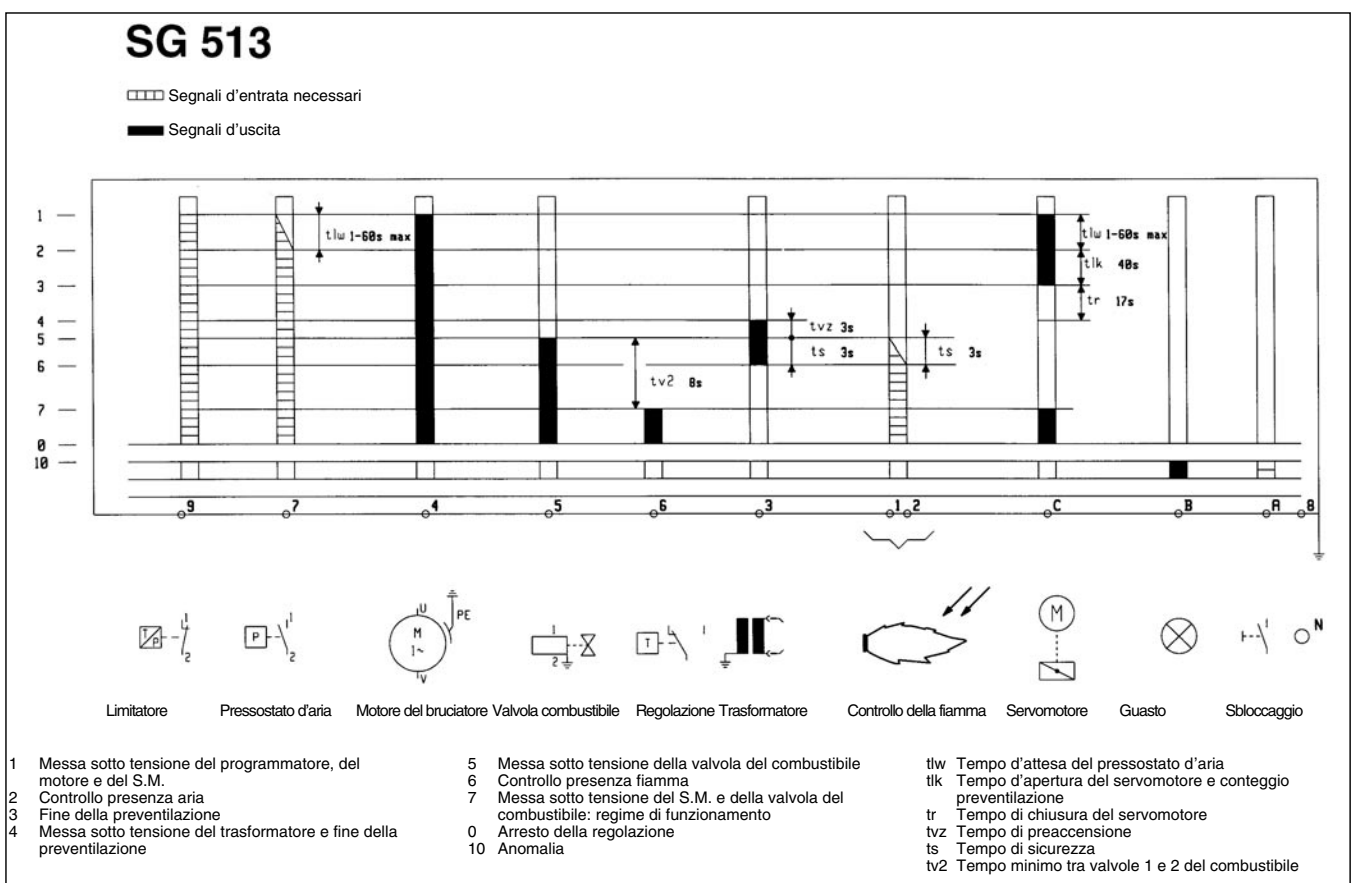 SG 513
Segnali d'entrata necessari
Segnali d'uscita
1
tlw 1-60s max
tlw 1-60s max
2
tlk 40s
3
tr 17s
4
tvz 3s
5
ts 3s
ts 3s
6
tv2 8s
7
0
10
9 7 4 5 6 3 1 2 C B A 8
U
PE
T/P
1
2
P
1
2
M
1~
V
1
2
T
1
M
N
Limitatore Pressostato d'aria Motore del bruciatore Valvola combustibile Regolazione Trasformatore Controllo della fiamma Servomotore Guasto Sbloccaggio
1 Messa sotto tensione del programmatore, del
motore e del S.M.
2 Controllo presenza aria
3 Fine della preventilazione
4 Messa sotto tensione del trasformatore e fine della
preventilazione
5 Messa sotto tensione della valvola del combustibile
6 Controllo presenza fiamma
7 Messa sotto tensione del S.M. e della valvola del
combustibile: regime di funzionamento
0 Arresto della regolazione
10 Anomalia
tlw Tempo d'attesa del pressostato d'aria
tlk Tempo d'apertura del servomotore e conteggio
preventilazione
tr Tempo di chiusura del servomotore
tvz Tempo di preaccensione
ts Tempo di sicurezza
tv2 Tempo minimo tra valvole 1 e 2 del combustibile